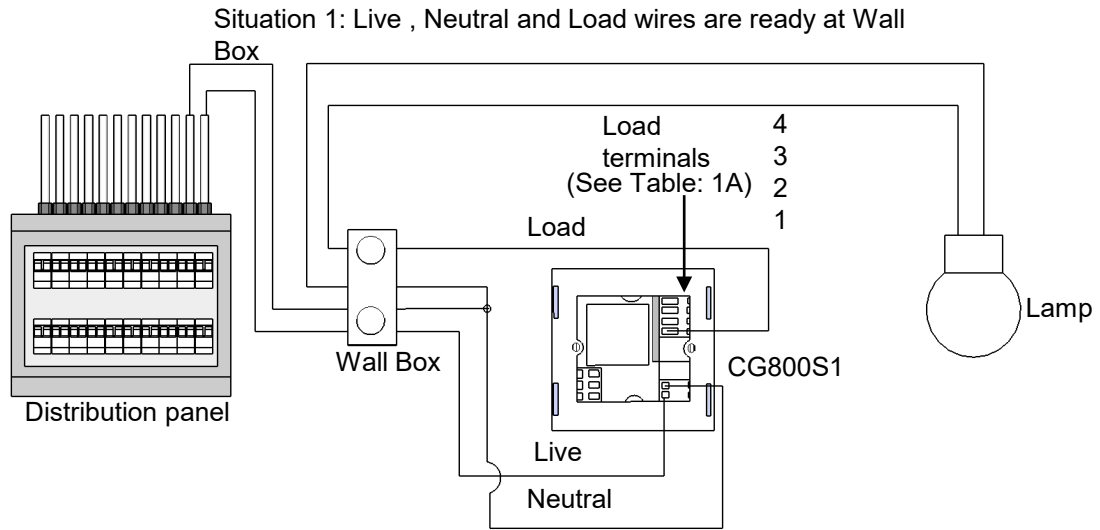 Situation 1: Live , Neutral and Load wires are ready at Wall
Box
Load
terminals
(See Table: 1A)
4
3
2
1
Load
Wall Box
CG800S1
Lamp
Distribution panel
Live
Neutral